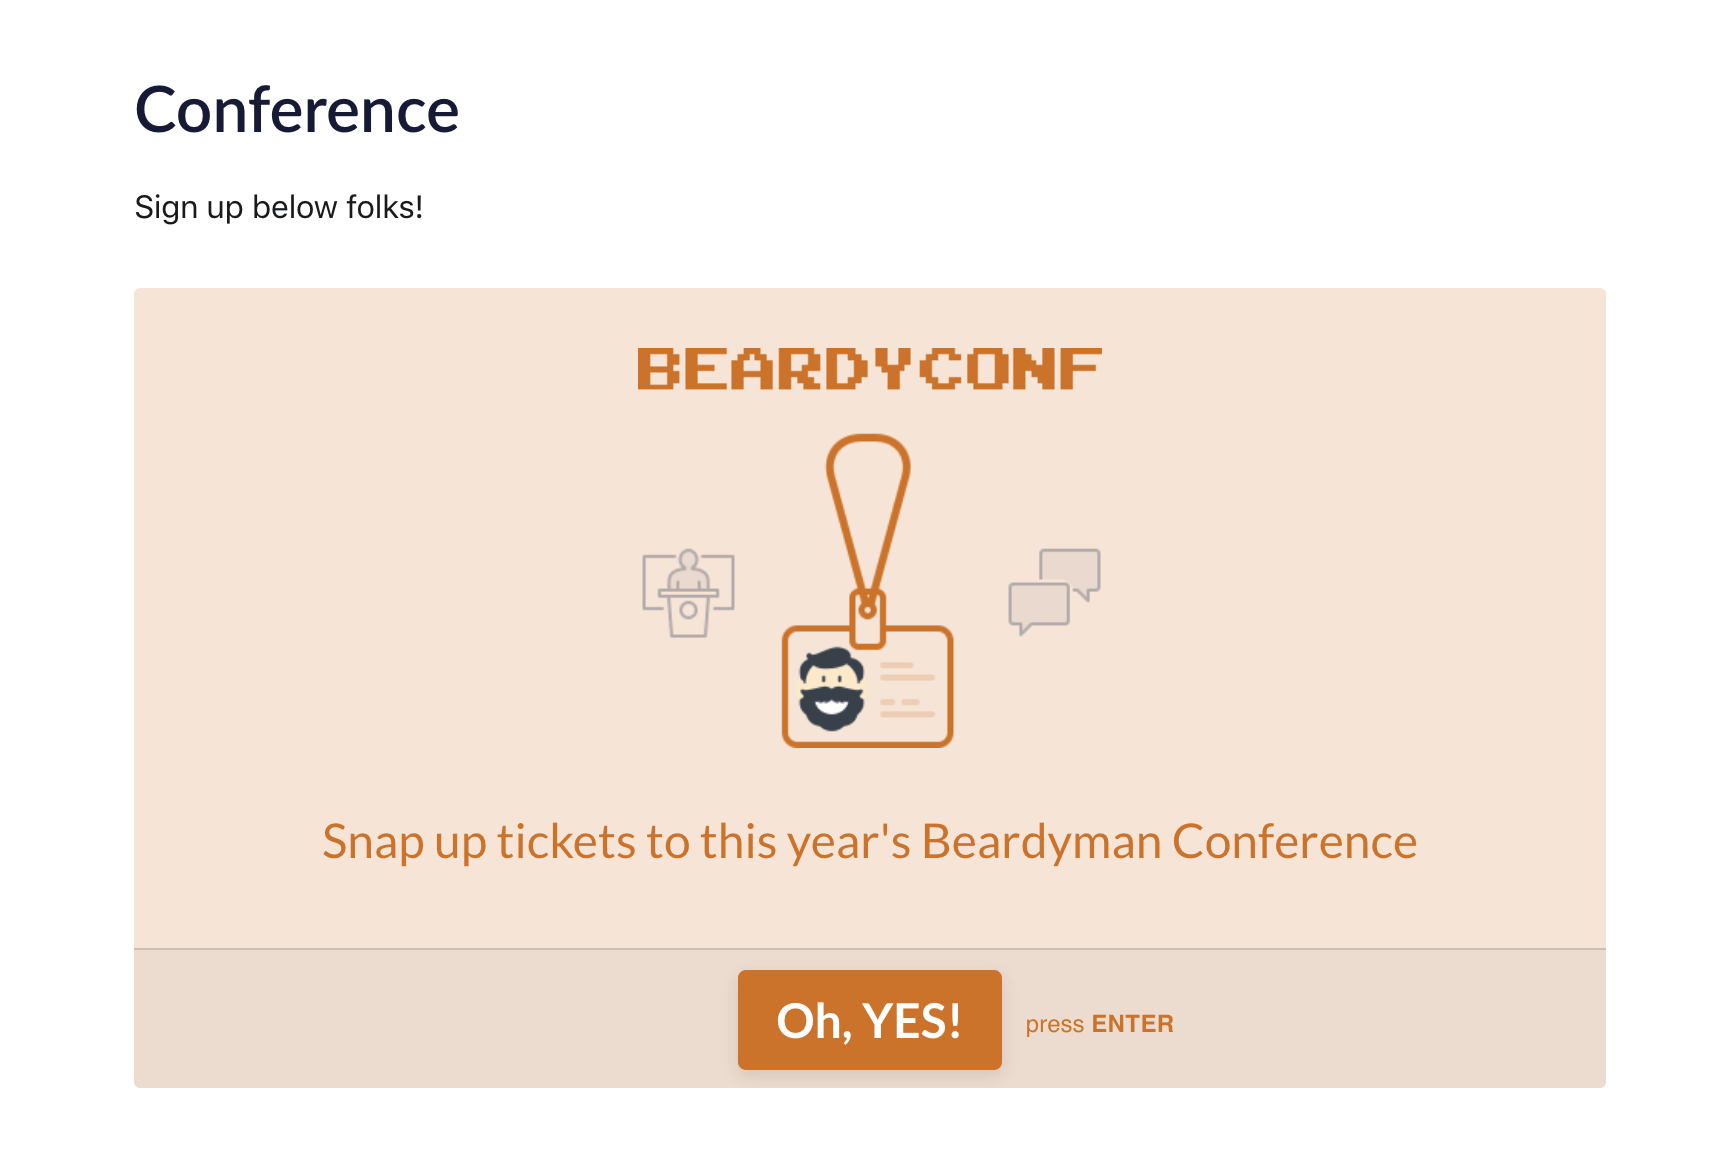 Conference
Sign up below folks!
BEARDYCONF
Snap up tickets to this year's Beardyman Conference
Oh, YES!
press ENTER